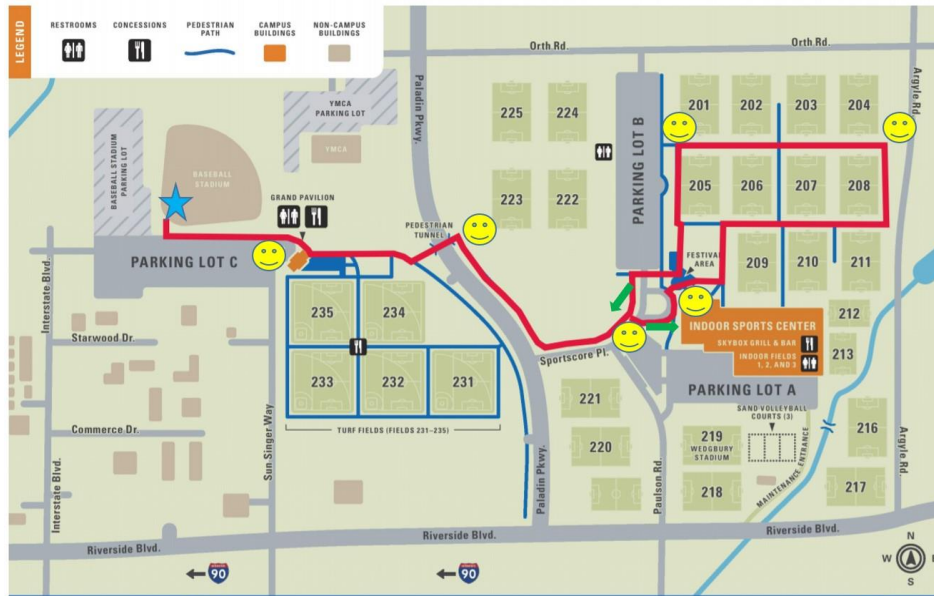 LEGEND
RESTROOMS
CONCESSIONS
PEDESTRIAN
PATH
CAMPUS
BUILDINGS
NON-CAMPUS
BUILDINGS
Orth Rd.
Orth Rd.
Argyle Rd.
Paladin Pkwy.
YMCA
PARKING LOT
YMCA
BASEBALL STADIUM
PARKING LOT
BASEBALL
STADIUM
GRAND PAVILION
PEDESTRIAN
TUNNEL
PARKING LOT B
PARKING LOT C
225
224
223
222
201
202
203
204
205
206
207
208
FESTIVAL
AREA
209
210
211
212
213
INDOOR SPORTS CENTER
SKYBOX GRILL & BAR
INDOOR FIELDS
1, 2, AND 3
PARKING LOT A
SAND VOLLEYBALL
COURTS (3)
Sportscore Pl.
235
234
233
232
231
TURF FIELDS (FIELDS 231–235)
221
220
219
WEDGBURY
STADIUM
218
216
217
MAINTENANCE ENTRANCE
Interstate Blvd.
Starwood Dr.
Commerce Dr.
Interstate Blvd.
Sun Singer Way
Paladin Pkwy.
Paulson Rd.
Argyle Rd.
Riverside Blvd.
Riverside Blvd.
Riverside Blvd.
90
90
N
W
S